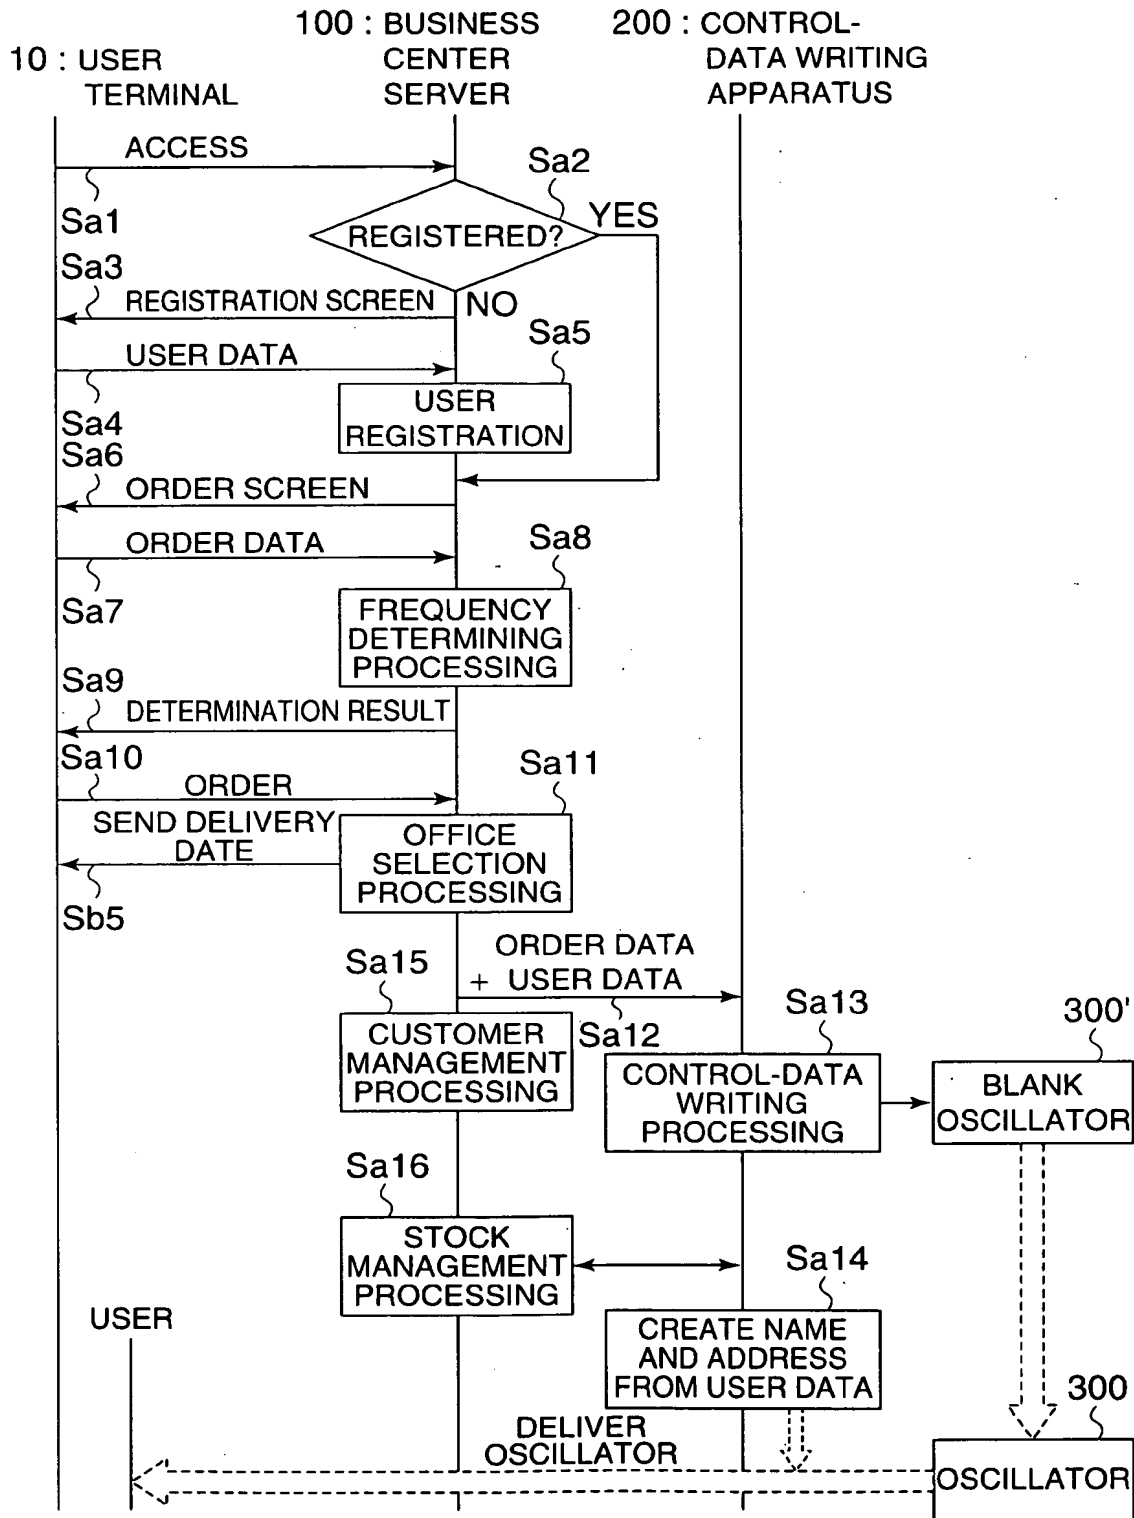 100 : BUSINESS
CENTER
SERVER
200 : CONTROL-
DATA WRITING
APPARATUS
10 : USER
TERMINAL
ACCESS
Sa1
Sa2
REGISTERED?
YES
NO
Sa3
REGISTRATION SCREEN
USER DATA
Sa4
Sa5
USER
REGISTRATION
Sa6
ORDER SCREEN
ORDER DATA
Sa7
Sa8
FREQUENCY
DETERMINING
PROCESSING
Sa9
DETERMINATION RESULT
Sa10
ORDER
Sa11
OFFICE
SELECTION
PROCESSING
SEND DELIVERY
DATE
Sb5
ORDER DATA
+ USER DATA
Sa12
Sa15
CUSTOMER
MANAGEMENT
PROCESSING
Sa13
CONTROL-DATA
WRITING
PROCESSING
300'
BLANK
OSCILLATOR
Sa16
STOCK
MANAGEMENT
PROCESSING
Sa14
CREATE NAME
AND ADDRESS
FROM USER DATA
USER
DELIVER
OSCILLATOR
300
OSCILLATOR